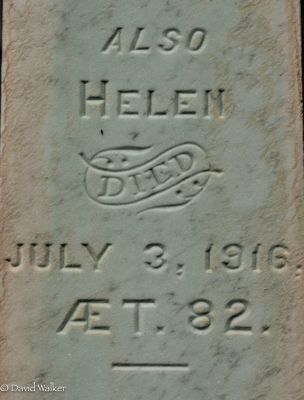 ALSO
HELEN
DIED
JULY 3, 1916.
ÆT. 82.
© David Walker